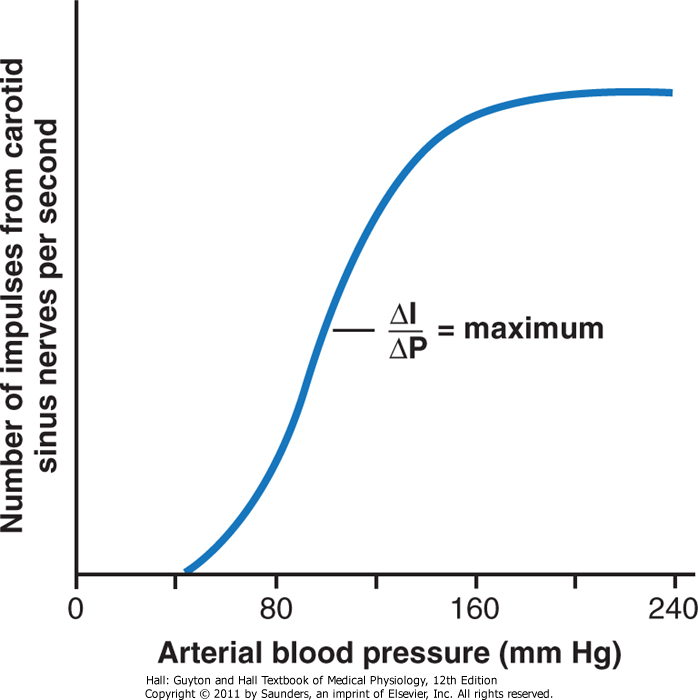 Number of impulses from carotid
sinus nerves per second
ΔI
ΔP
= maximum
0
80
160
240
Arterial blood pressure (mm Hg)
Hall: Guyton and Hall Textbook of Medical Physiology, 12th Edition
Copyright © 2011 by Saunders, an imprint of Elsevier, Inc. All rights reserved.